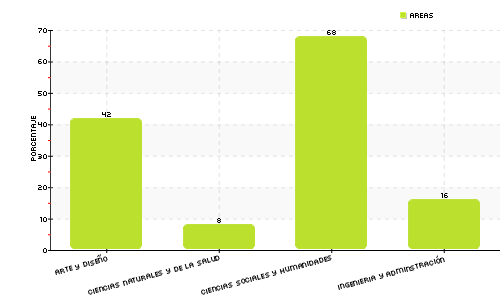 AREAS
PORCENTAJE
70
60
50
40
30
20
10
0
42
8
68
16
ARTE Y DISEÑO
CIENCIAS NATURALES Y DE LA SALUD
CIENCIAS SOCIALES Y HUMANIDADES
INGENIERIA Y ADMINSTRACIÓN